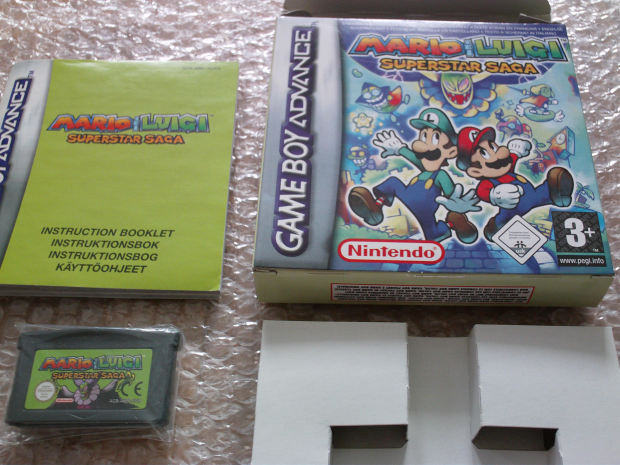 GAME BOY ADVANCE
MARIO & LUIGI
SUPERSTAR SAGA
Nintendo
3+
www.pegi.info
BOY ADVANCE
MARIO & LUIGI
SUPERSTAR SAGA
INSTRUCTION BOOKLET
INSTRUKTIONSBOK
INSTRUKTIONSBOG
KÄYTTÖOHJEET
MARIO & LUIGI
SUPERSTAR SAGA
CE